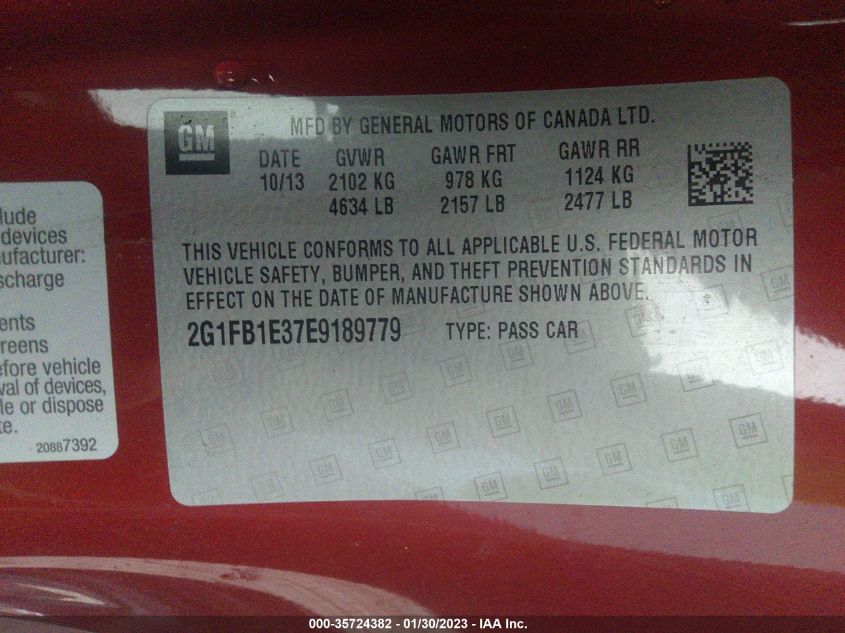 GM
MFD BY GENERAL MOTORS OF CANADA LTD.
DATE GVWR GAWR FRT GAWR RR
10/13 2102 KG 978 KG 1124 KG
4634 LB 2157 LB 2477 LB
THIS VEHICLE CONFORMS TO ALL APPLICABLE U.S. FEDERAL MOTOR
VEHICLE SAFETY, BUMPER, AND THEFT PREVENTION STANDARDS IN
EFFECT ON THE DATE OF MANUFACTURE SHOWN ABOVE.
2G1FB1E37E9189779 TYPE: PASS CAR
lude
devices
nufacturer:
scharge
ents
reens
efore vehicle
val of devices,
le or dispose
te.
20887392
000-35724382 - 01/30/2023 - IAA Inc.